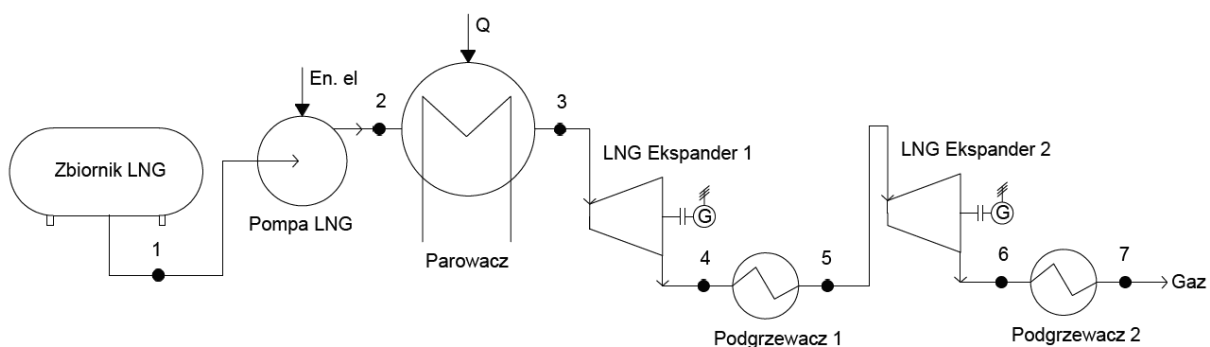 Q
En. el
2
3
LNG Ekspander 1
LNG Ekspander 2
Zbiornik LNG
G
G
Pompa LNG
1
Parowacz
4
5
6
7
Gaz
Podgrzewacz 1
Podgrzewacz 2